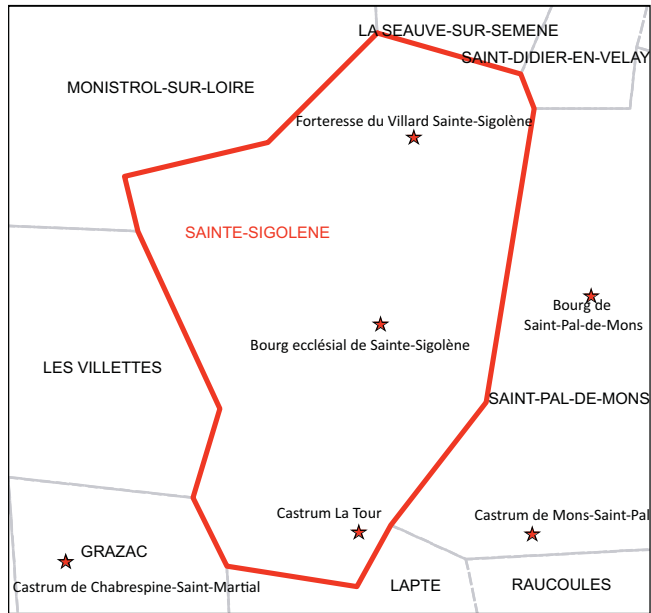 LA SEAUVE-SUR-SEMENE
SAINT-DIDIER-EN-VELAY
MONISTROL-SUR-LOIRE
Forteresse du Villard Sainte-Sigolène
SAINTE-SIGOLENE
Bourg de
Saint-Pal-de-Mons
Bourg ecclésial de Sainte-Sigolène
LES VILLETTES
SAINT-PAL-DE-MONS
Castrum La Tour
Castrum de Mons-Saint-Pal
GRAZAC
Castrum de Chabrespine-Saint-Martial
LAPTE
RAUCOULES